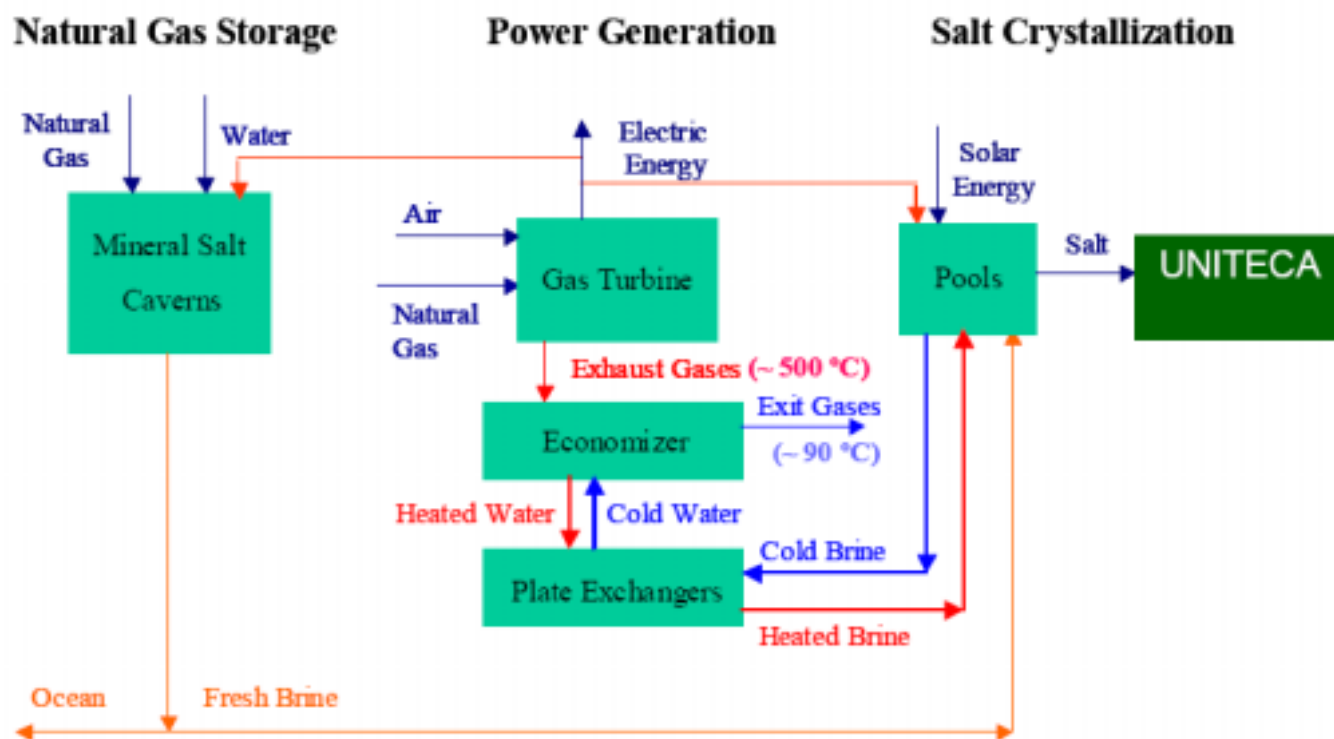 Natural Gas Storage
Power Generation
Salt Crystallization
Natural
Gas
Water
Electric
Energy
Solar
Energy
Air
Mineral Salt
Caverns
Gas Turbine
Pools
Salt
UNITECA
Natural
Gas
Exhaust Gases (~ 500 ºC)
Economizer
Exit Gases
(~ 90 ºC)
Heated Water
Cold Water
Plate Exchangers
Cold Brine
Heated Brine
Ocean
Fresh Brine